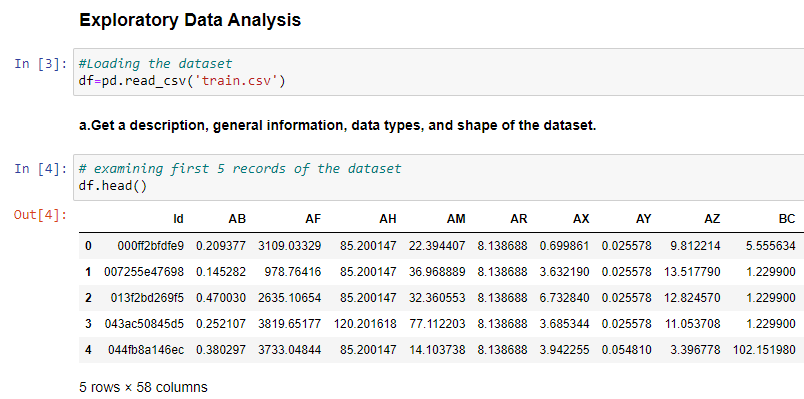 Exploratory Data Analysis
In [3]: #Loading the dataset
df=pd.read_csv('train.csv')
a.Get a description, general information, data types, and shape of the dataset.
In [4]: # examining first 5 records of the dataset
df.head()
Out[4]:
Id AB AF AH AM AR AX AY AZ BC
0 000ff2bfdfe9 0.209377 3109.03329 85.200147 22.394407 8.138688 0.699861 0.025578 9.812214 5.555634
1 007255e47698 0.145282 978.76416 85.200147 36.968889 8.138688 3.632190 0.025578 13.517790 1.229900
2 013f2bd269f5 0.470030 2635.10654 85.200147 32.360553 8.138688 6.732840 0.025578 12.824570 1.229900
3 043ac50845d5 0.252107 3819.65177 120.201618 77.112203 8.138688 3.685344 0.025578 11.053708 1.229900
4 044fb8a146ec 0.380297 3733.04844 85.200147 14.103738 8.138688 3.942255 0.054810 3.396778 102.151980
5 rows × 58 columns